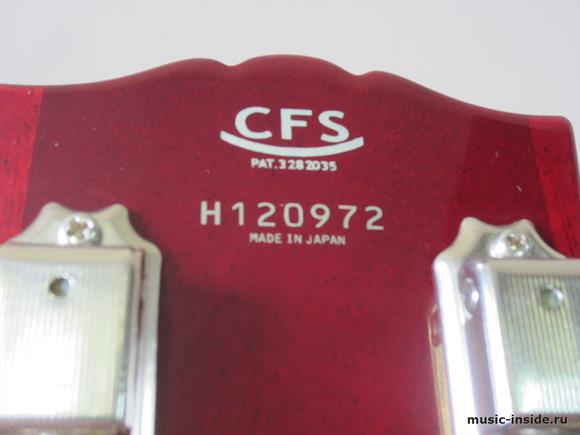 CFS
PAT.3282035
H120972
MADE IN JAPAN
music-inside.ru